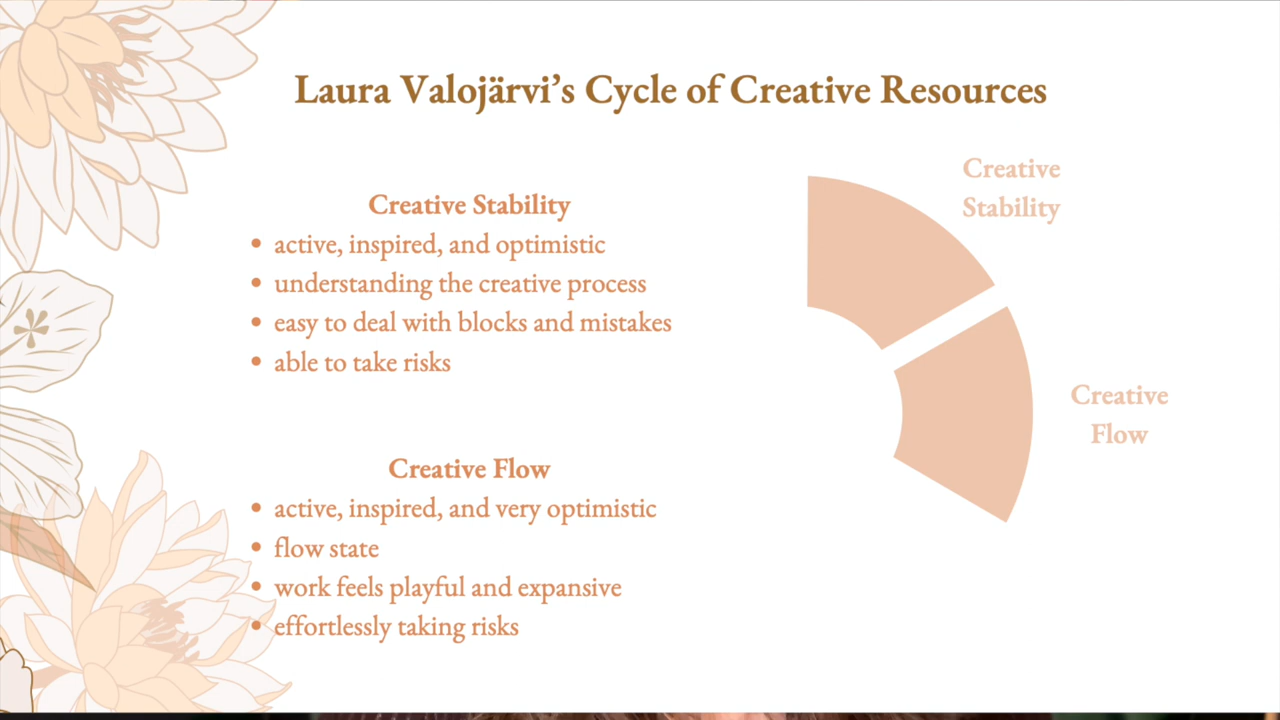 Laura Valojärvi’s Cycle of Creative Resources
Creative Stability
• active, inspired, and optimistic
• understanding the creative process
• easy to deal with blocks and mistakes
• able to take risks
Creative Flow
• active, inspired, and very optimistic
• flow state
• work feels playful and expansive
• effortlessly taking risks
Creative
Stability
Creative
Flow